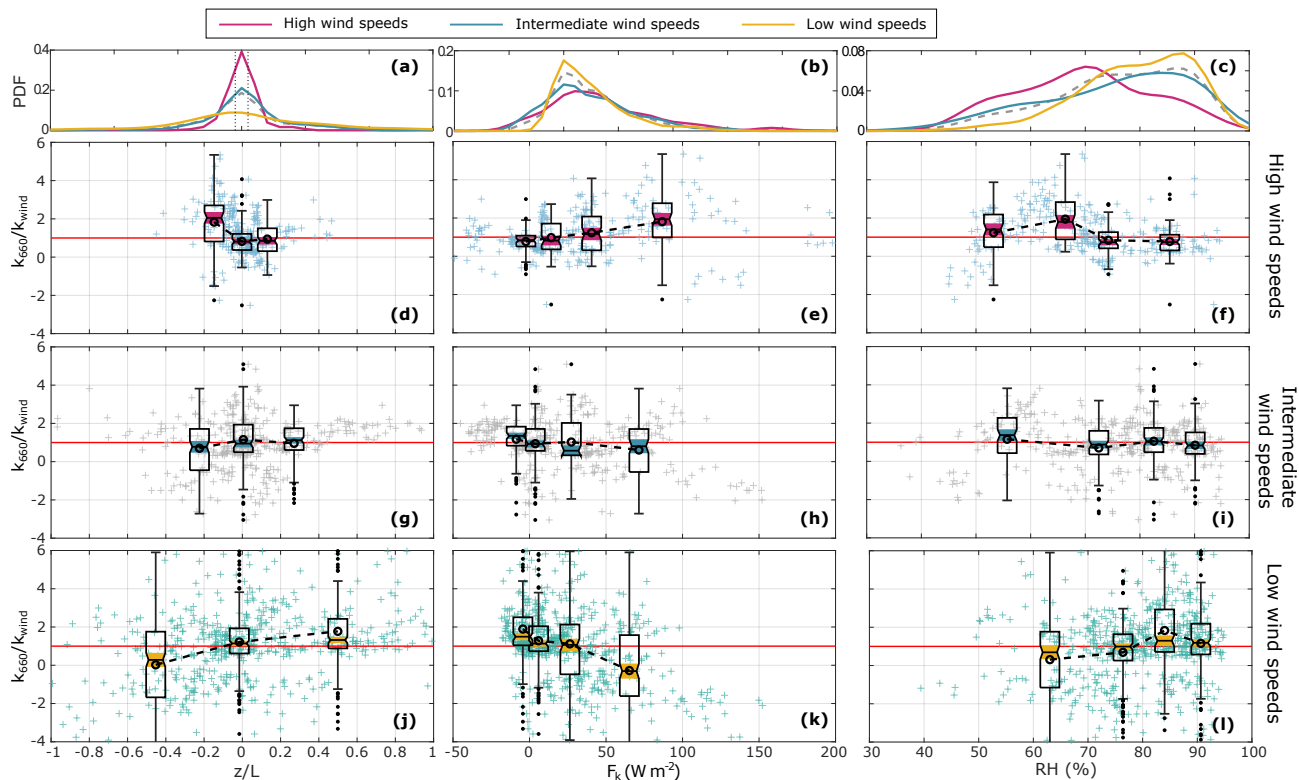 High wind speeds Intermediate wind speeds Low wind speeds
PDF
04
02
0
(a)
0.2
0.1
0
(b)
0.08
0.04
0
(c)
k660/kwind
6
4
2
0
-2
-4
(d)
(e)
(f)
High wind speeds
k660/kwind
6
4
2
0
-2
-4
(g)
(h)
(i)
Intermediate
wind speeds
k660/kwind
6
4
2
0
-2
-4
(j)
(k)
(l)
Low wind speeds
-1 -0.8 -0.6 -0.4 -0.2 0 0.2 0.4 0.6 0.8 1
z/L
-50 0 50 100 150 200
Fk (W m-2)
30 40 50 60 70 80 90 100
RH (%)